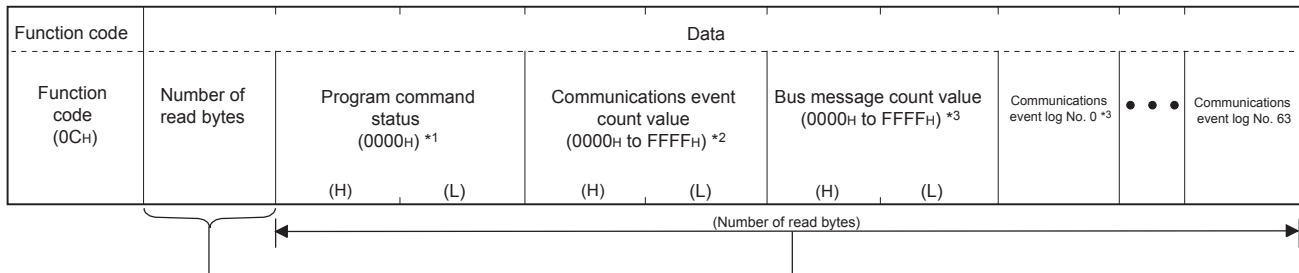 Function code
Data
Function
code
(0CH)
Number of
read bytes
Program command
status
(0000H) *1
(H) (L)
Communications event
count value
(0000H to FFFFH) *2
(H) (L)
Bus message count value
(0000H to FFFFH) *3
(H) (L)
Communications
event log No. 0 *3
• • •
Communications
event log No. 63
(Number of read bytes)